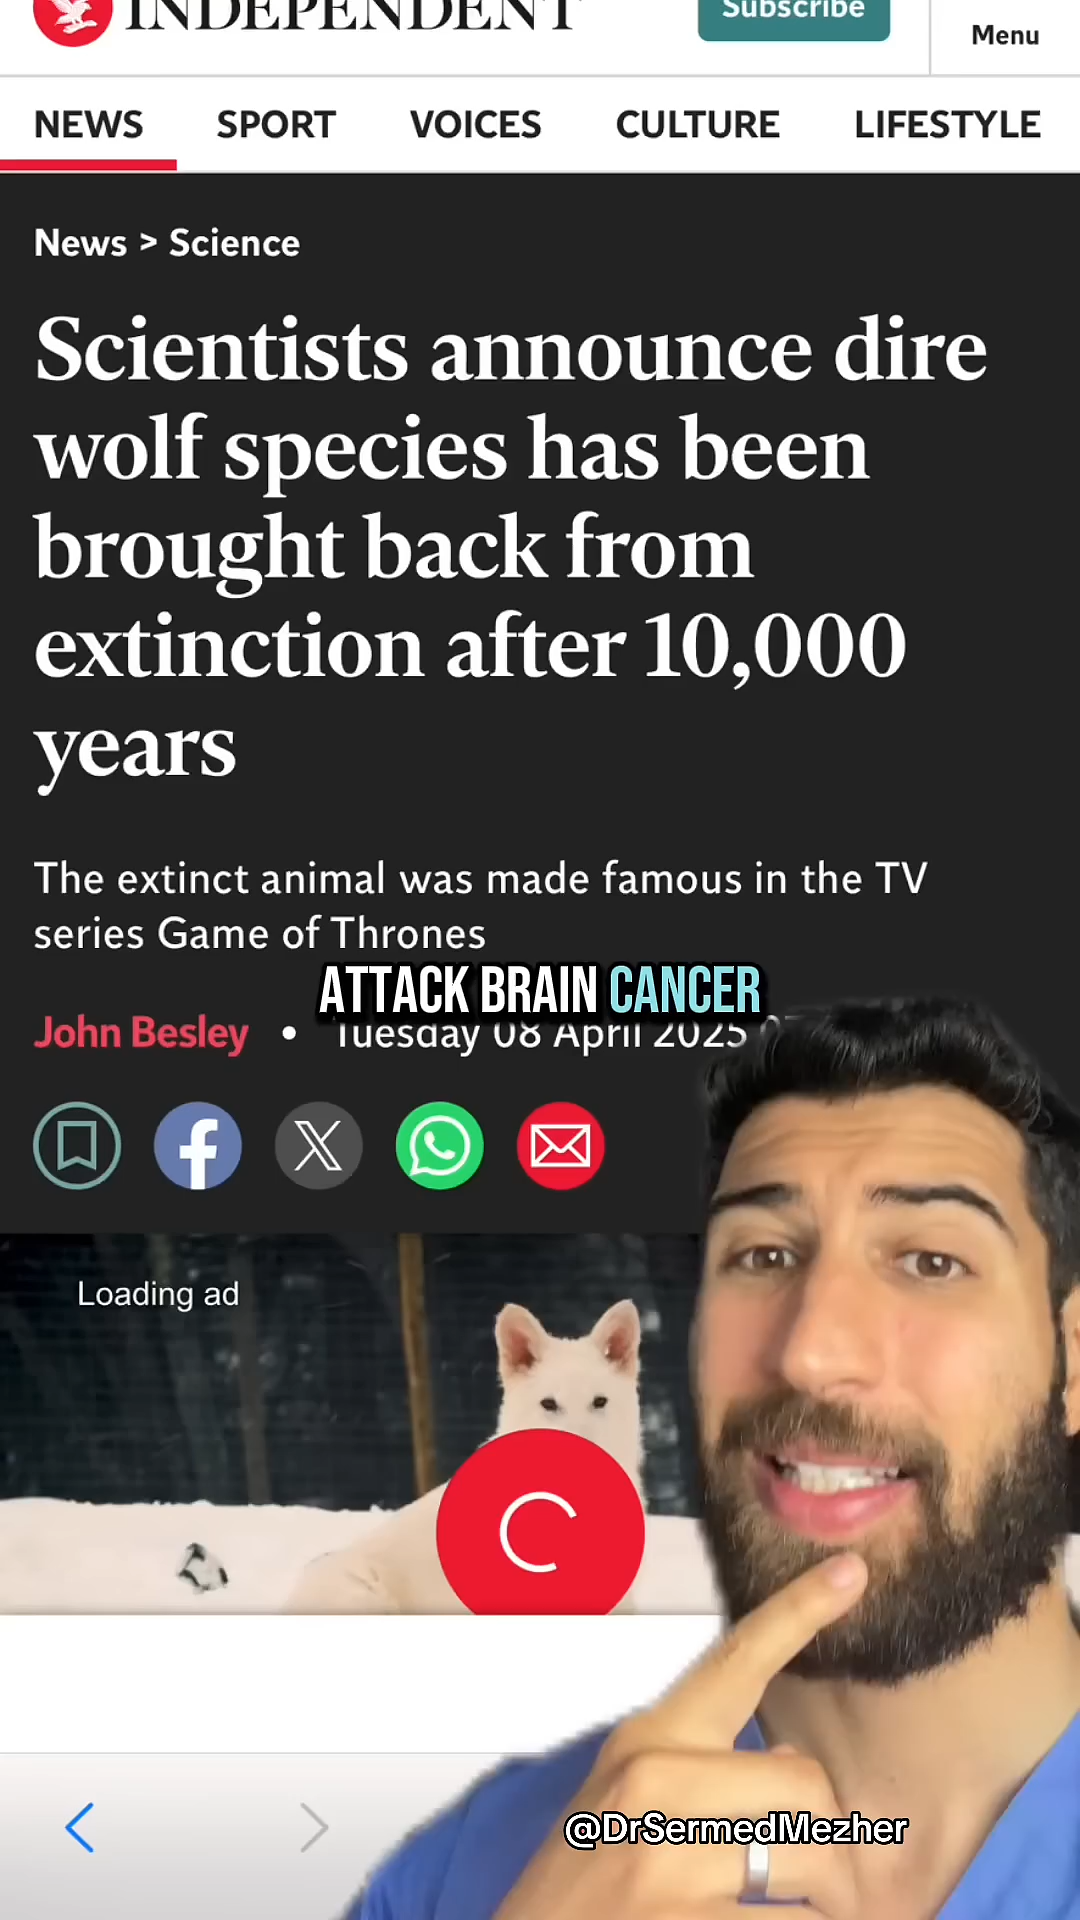 INDEPENDENT
Subscribe
Menu
NEWS SPORT VOICES CULTURE LIFESTYLE
News > Science
Scientists announce dire
wolf species has been
brought back from
extinction after 10,000
years
The extinct animal was made famous in the TV
series Game of Thrones
ATTACK BRAIN CANCER
John Besley • Tuesday 08 April 2025
Loading ad
@DrSermedMezher